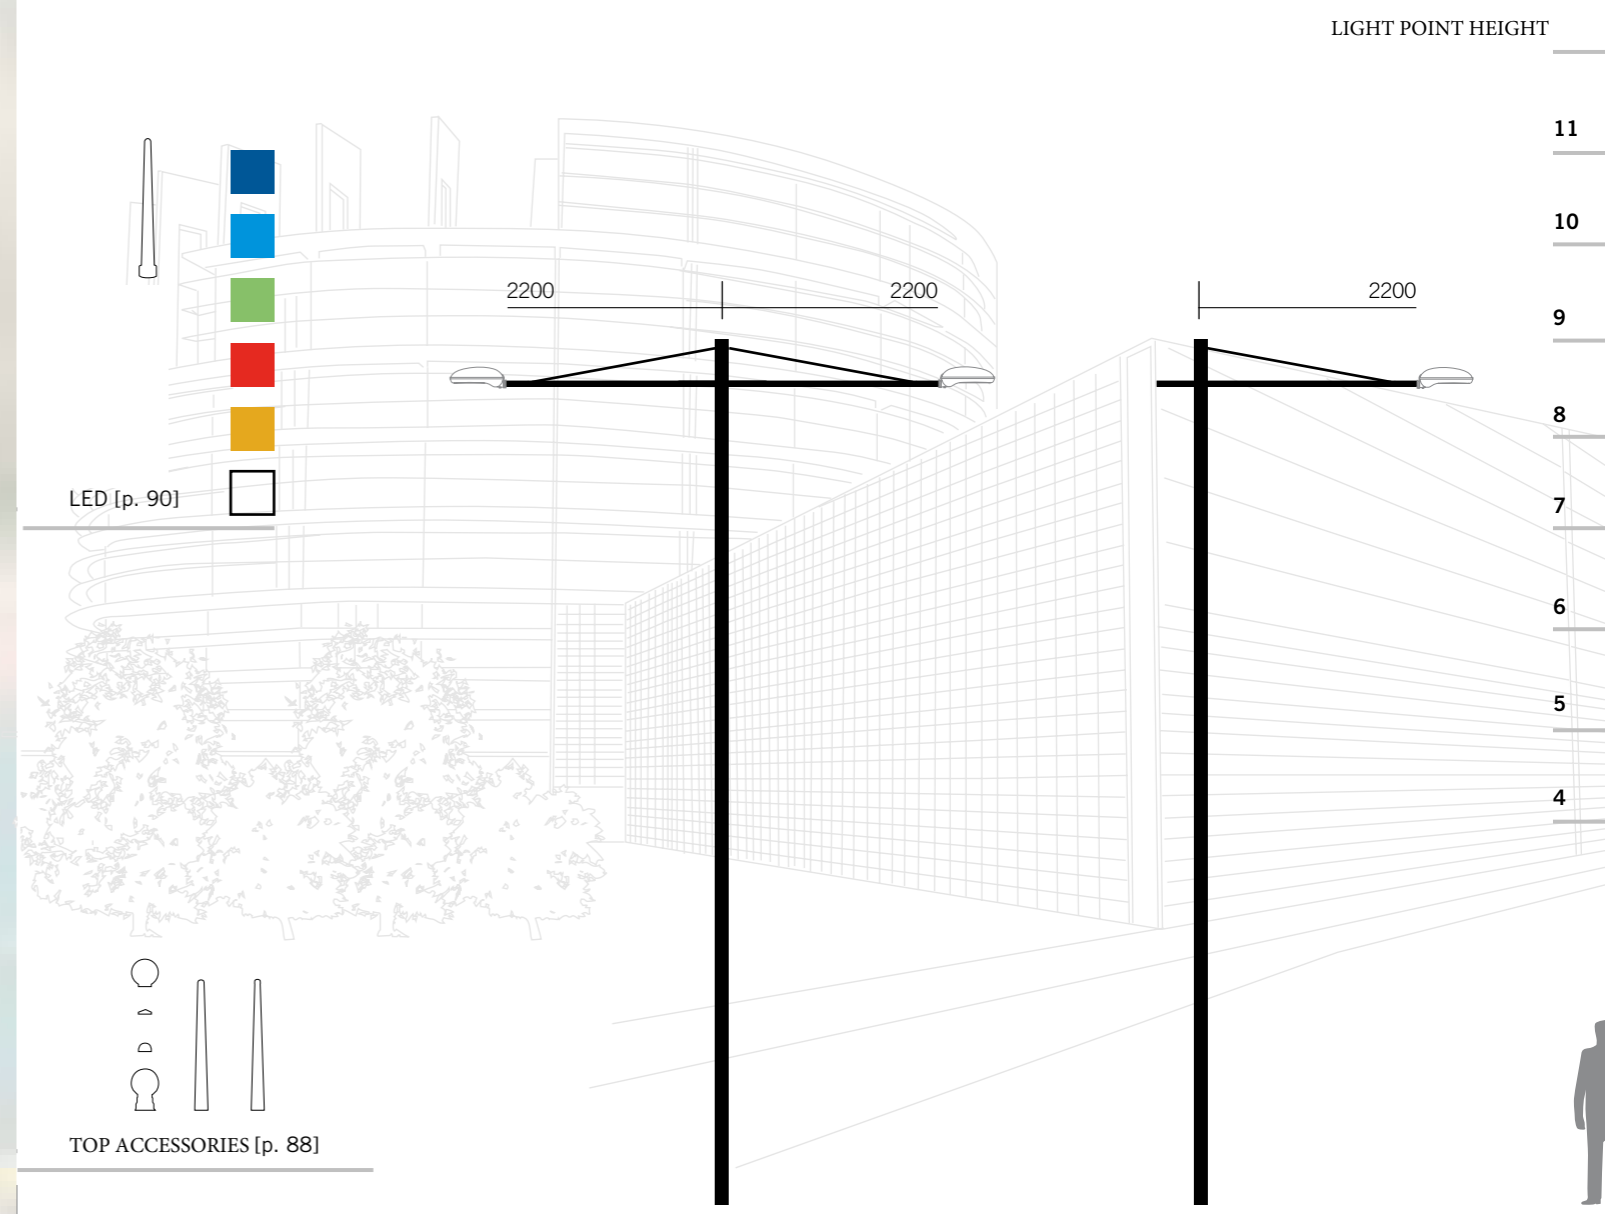 LIGHT POINT HEIGHT
11
10
2200 2200 2200
9
8
LED [p. 90]
7
6
5
4
TOP ACCESSORIES [p. 88]